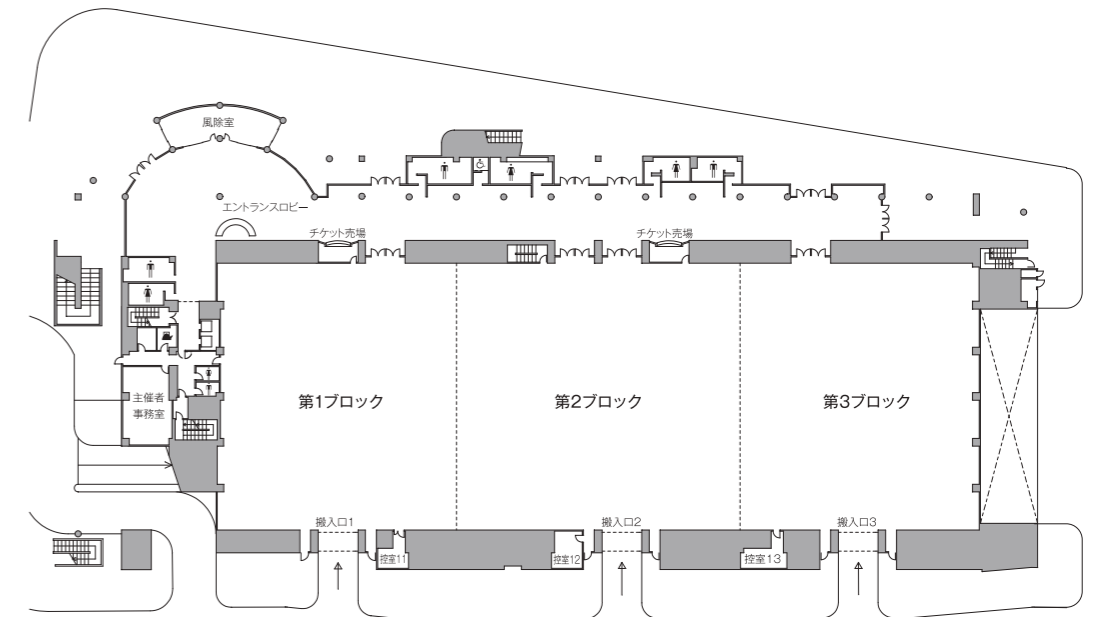 風除室
エントランスロビー
チケット売場
チケット売場
主催者
事務室
第1ブロック
第2ブロック
第3ブロック
搬入口1
搬入口2
搬入口3
控室11
控室12
控室13